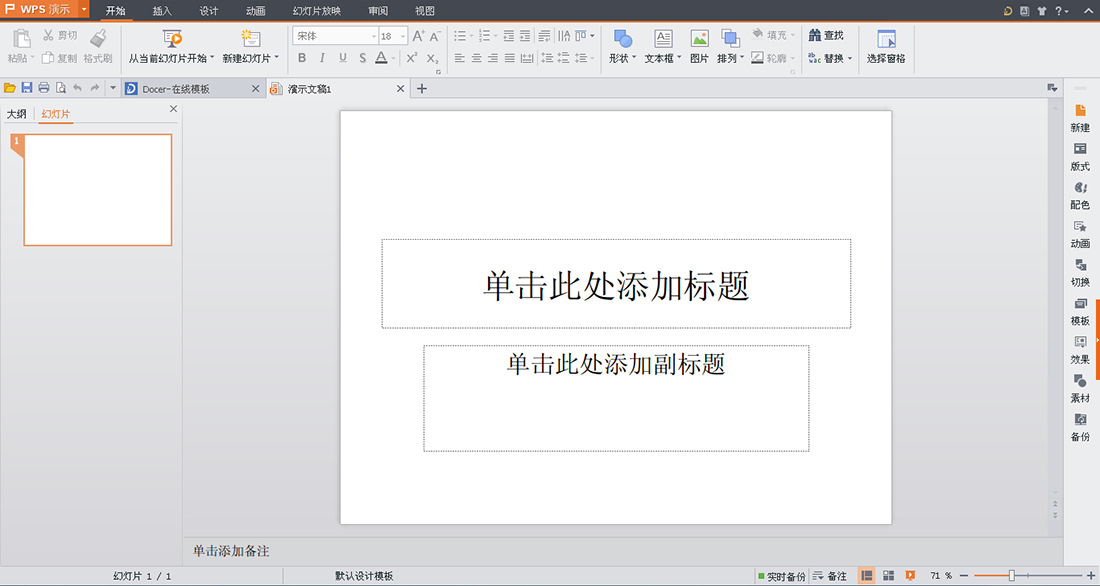 WPS 演示 开始 插入 设计 动画 幻灯片放映 审阅 视图
剪切 宋体 18 填充 查找
粘贴 复制 格式刷 从当前幻灯片开始 新建幻灯片 B I U S A X² X₂ 形状 文本框 图片 排列 轮廓 替换 选择窗格
Docer-在线模板 演示文稿1
大纲 幻灯片
1
新建
版式
配色
动画
切换
模板
效果
素材
备份
单击此处添加标题
单击此处添加副标题
单击添加备注
幻灯片 1 / 1 默认设计模板 实时备份 备注 71 %